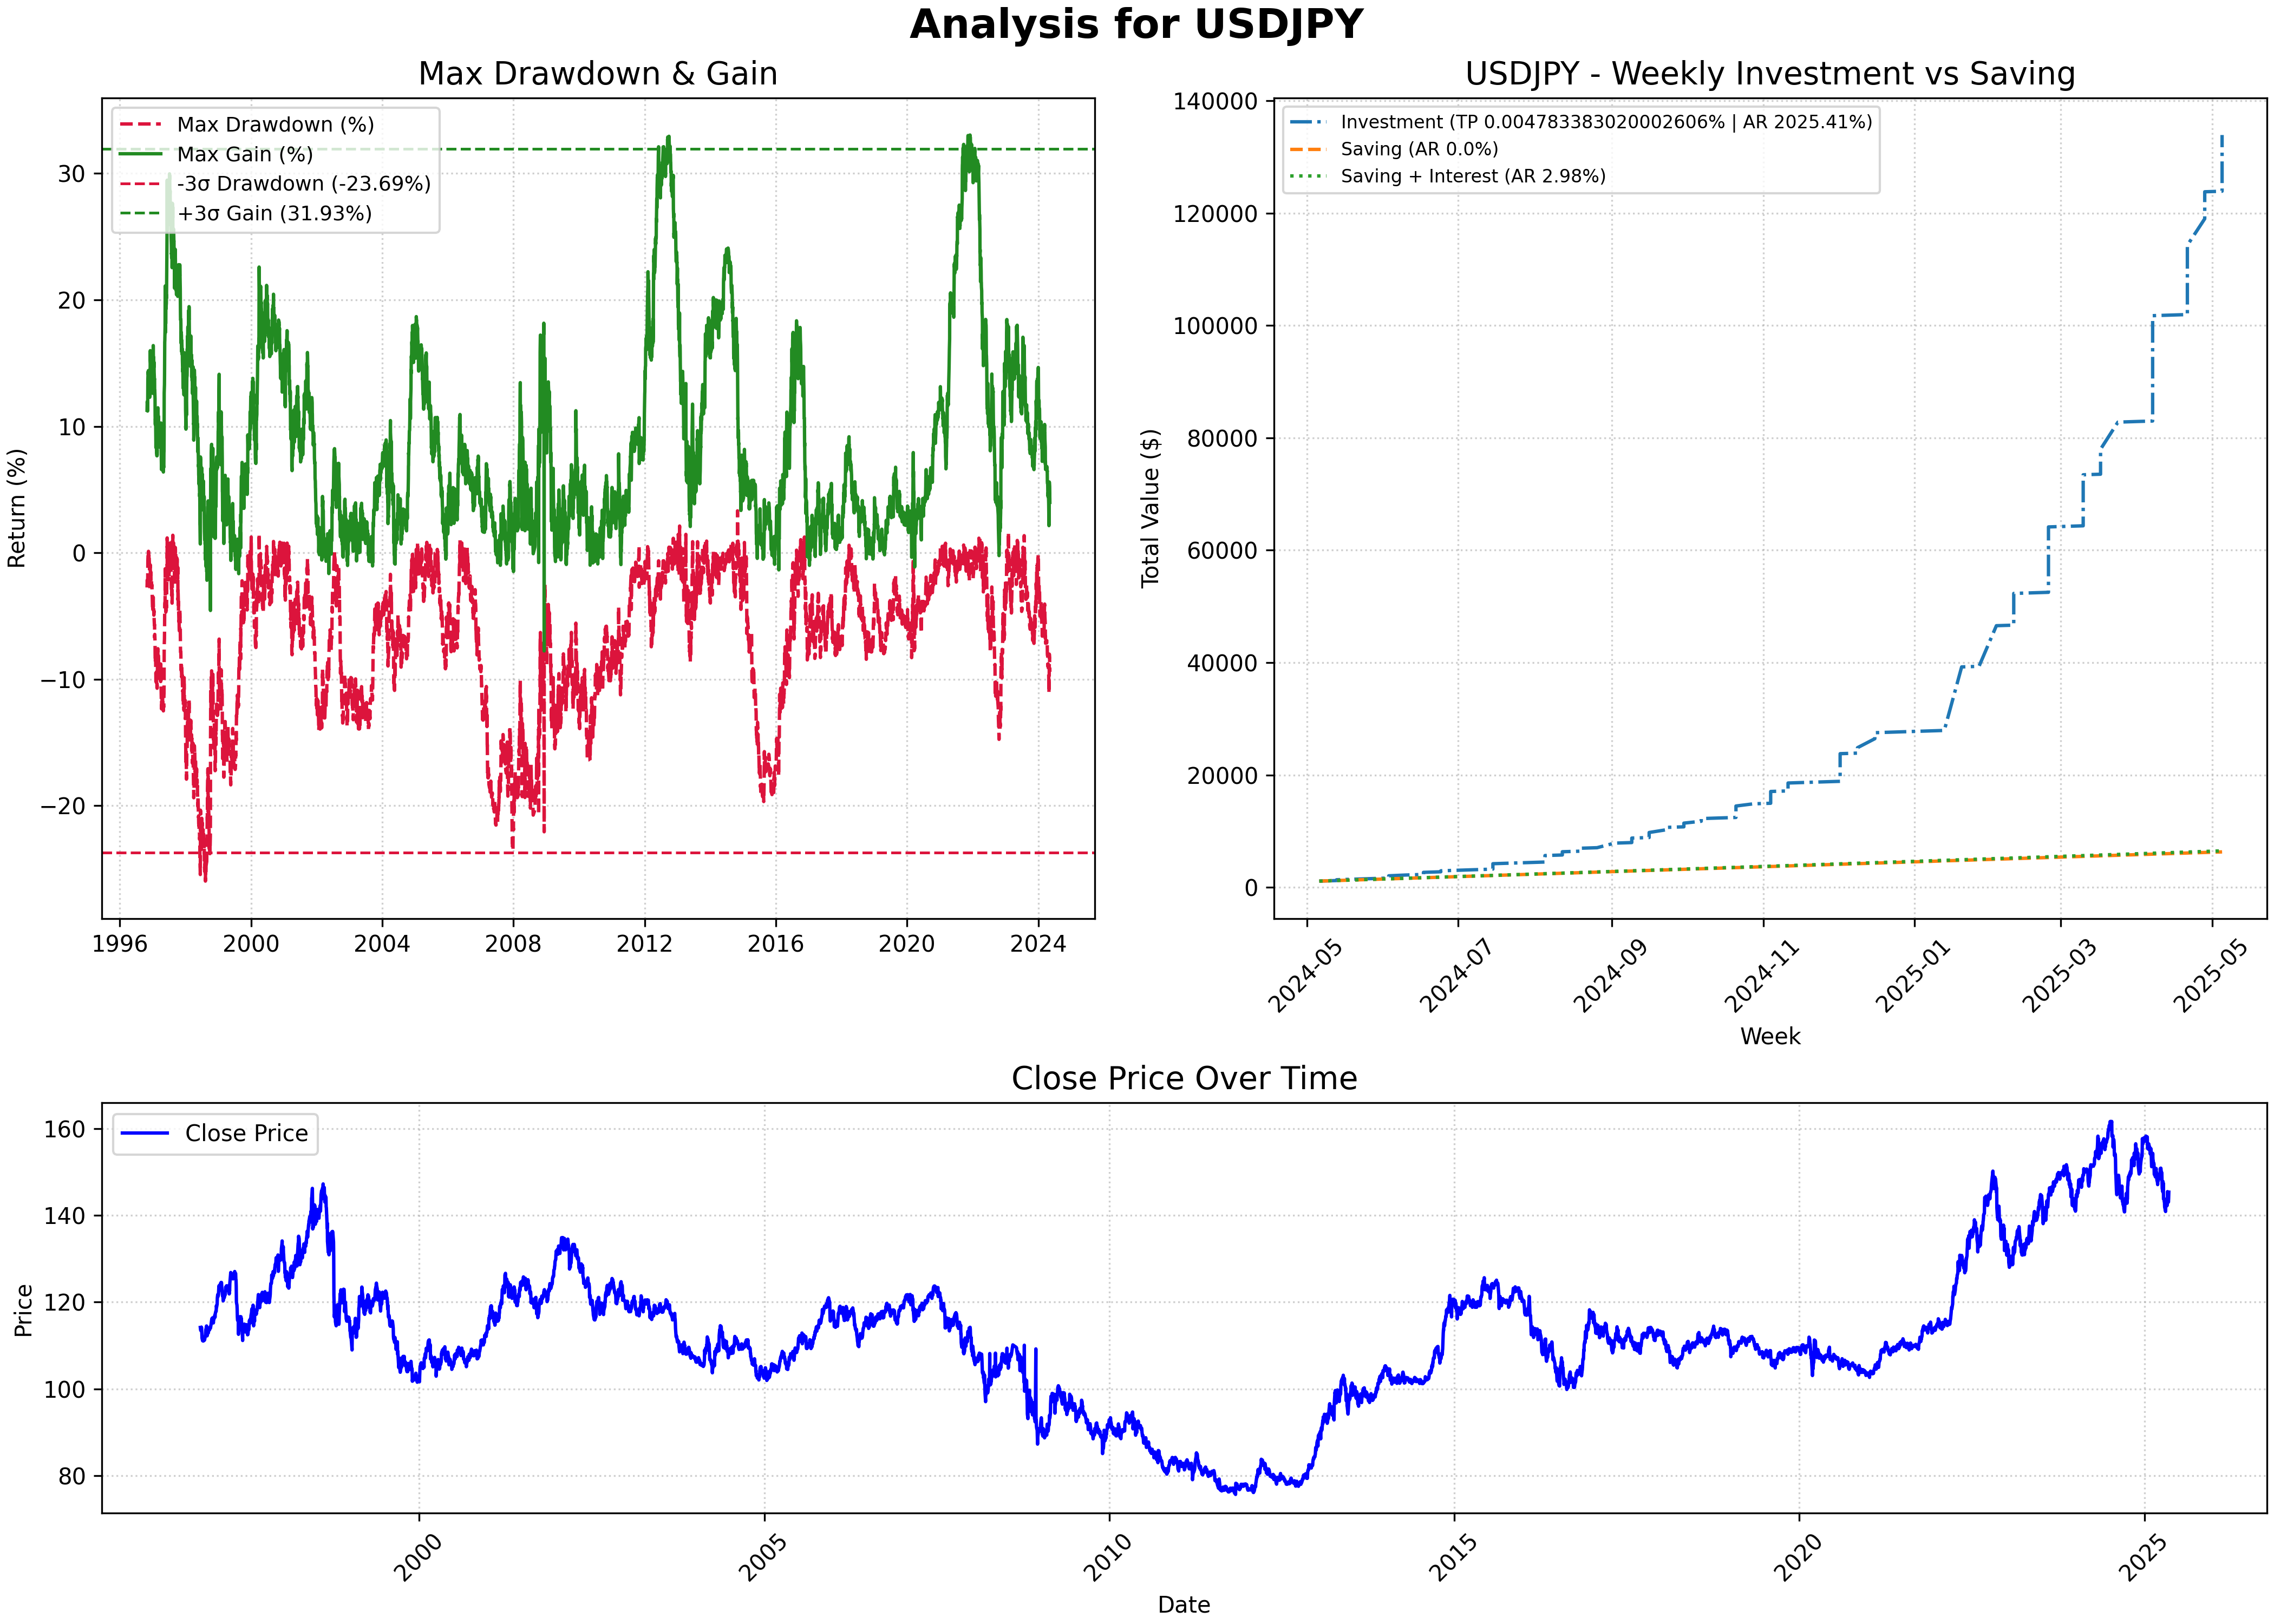 Analysis for USDJPY
Max Drawdown & Gain
Max Drawdown (%)
Max Gain (%)
-3σ Drawdown (-23.69%)
+3σ Gain (31.93%)
Return (%)
30
20
10
0
−10
−20
1996
2000
2004
2008
2012
2016
2020
2024
USDJPY - Weekly Investment vs Saving
Investment (TP 0.004783383020002606% | AR 2025.41%)
Saving (AR 0.0%)
Saving + Interest (AR 2.98%)
Total Value ($)
140000
120000
100000
80000
60000
40000
20000
0
2024-05
2024-07
2024-09
2024-11
2025-01
2025-03
2025-05
Week
Close Price Over Time
Close Price
Price
160
140
120
100
80
2000
2005
2010
2015
2020
2025
Date